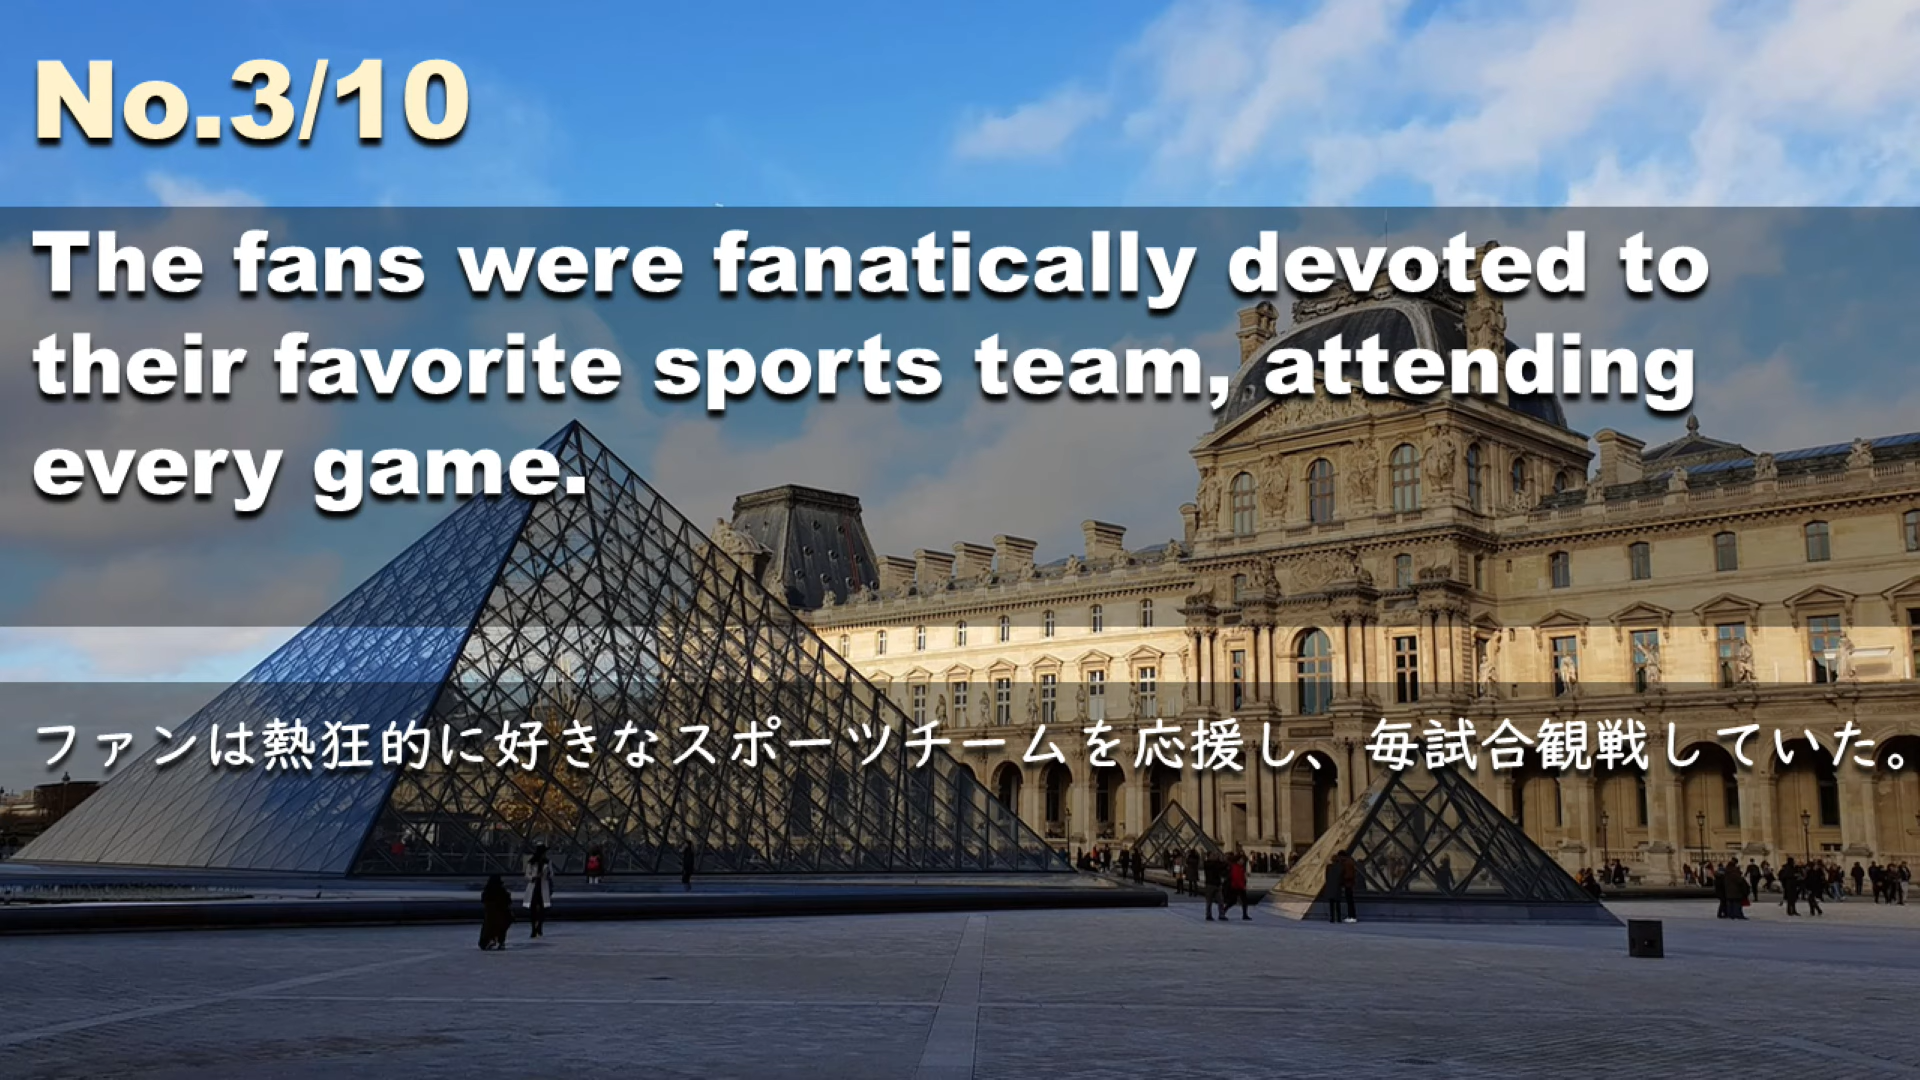 No.3/10
The fans were fanatically devoted to
their favorite sports team, attending
every game.
ファンは熱狂的に好きなスポーツチームを応援し、毎試合観戦していた。